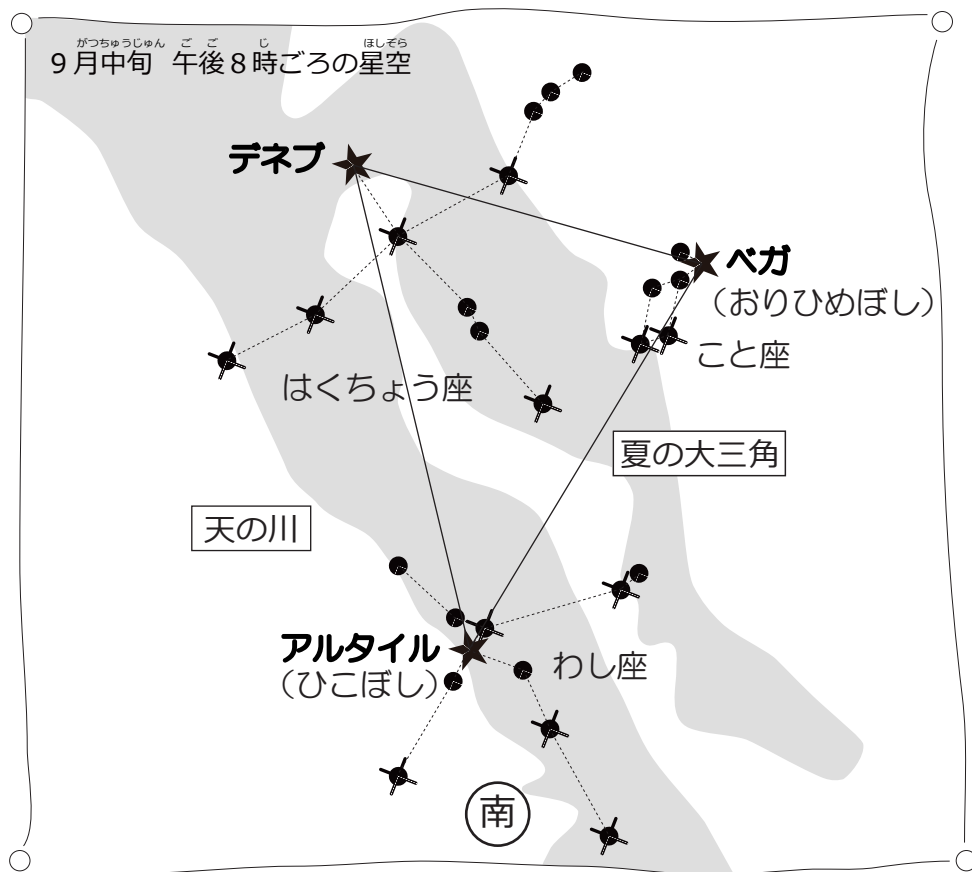 がつちゅうじゅん ご ご じ ほしぞら
9月中旬 午後8時ごろの星空
デネブ
ベガ
(おりひめぼし)
こと座
はくちょう座
夏の大三角
天の川
アルタイル
(ひこぼし)
わし座
南